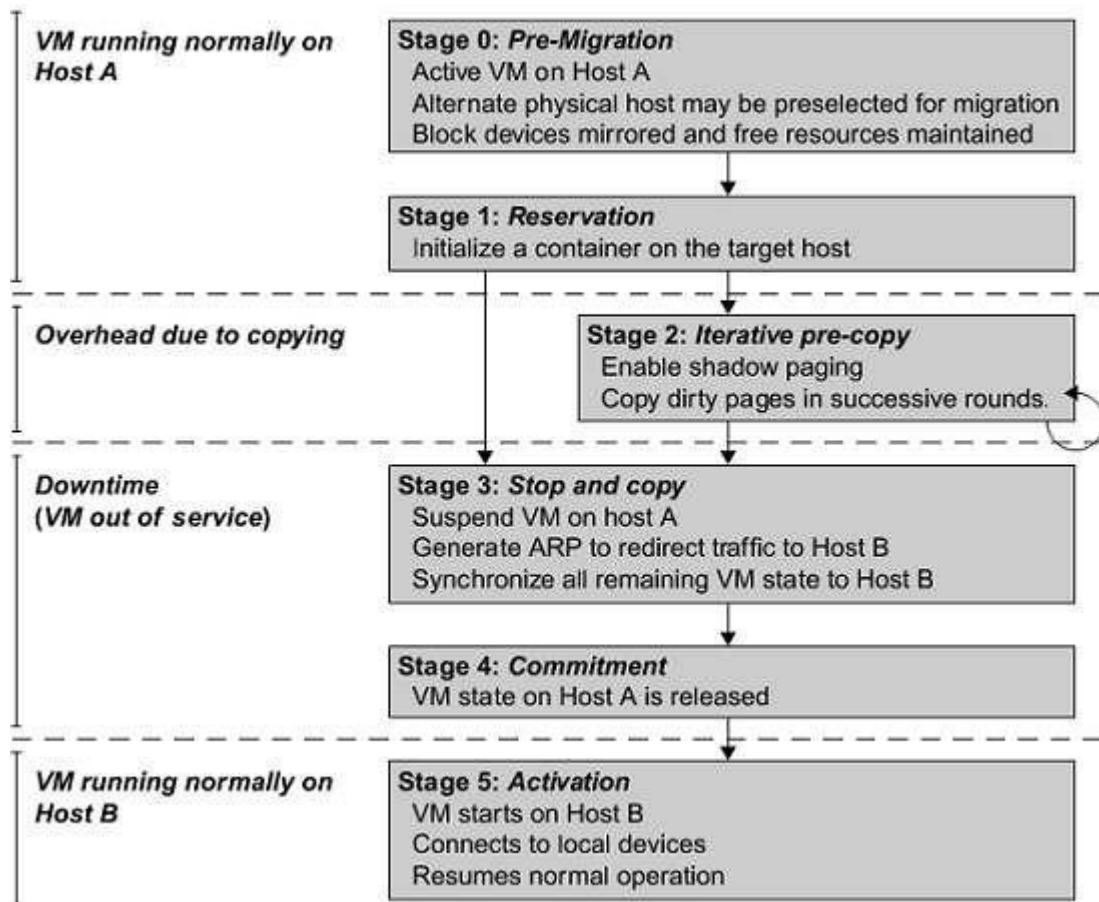 VM running normally on
Host A
Stage 0: Pre-Migration
Active VM on Host A
Alternate physical host may be preselected for migration
Block devices mirrored and free resources maintained
Stage 1: Reservation
Initialize a container on the target host
Overhead due to copying
Stage 2: Iterative pre-copy
Enable shadow paging
Copy dirty pages in successive rounds.
Downtime
(VM out of service)
Stage 3: Stop and copy
Suspend VM on host A
Generate ARP to redirect traffic to Host B
Synchronize all remaining VM state to Host B
Stage 4: Commitment
VM state on Host A is released
VM running normally on
Host B
Stage 5: Activation
VM starts on Host B
Connects to local devices
Resumes normal operation